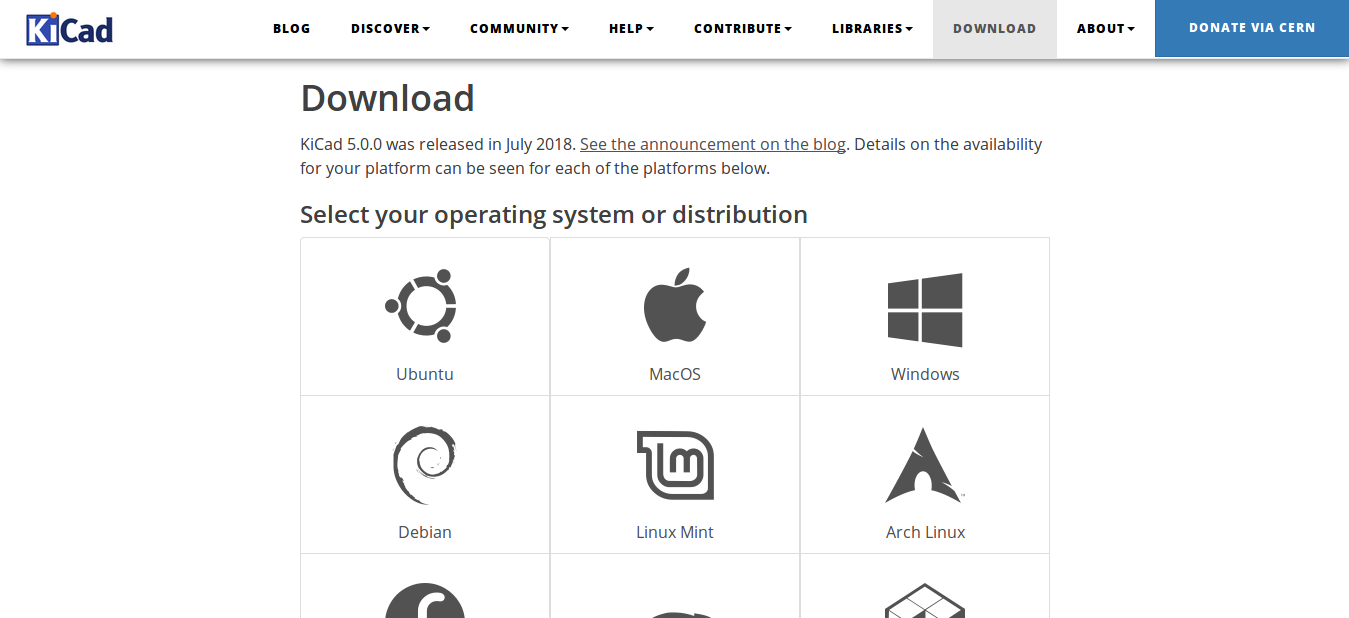 KiCad
BLOG
DISCOVER
COMMUNITY
HELP
CONTRIBUTE
LIBRARIES
DOWNLOAD
ABOUT
DONATE VIA CERN
Download
KiCad 5.0.0 was released in July 2018. See the announcement on the blog. Details on the availability
for your platform can be seen for each of the platforms below.
Select your operating system or distribution
Ubuntu
MacOS
Windows
Debian
Linux Mint
Arch Linux